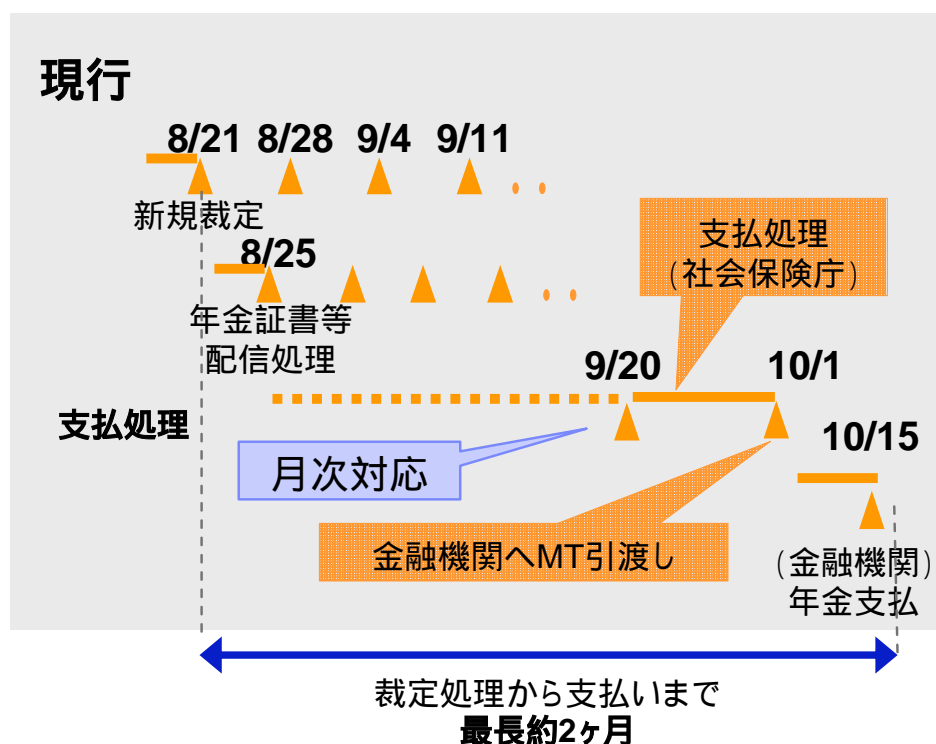 現行
8/21 8/28 9/4 9/11
新規裁定
8/25
年金証書等
配信処理
支払処理
(社会保険庁)
9/20
10/1
支払処理
月次対応
10/15
金融機関へMT引渡し
(金融機関)
年金支払
裁定処理から支払いまで
最長約2ヶ月